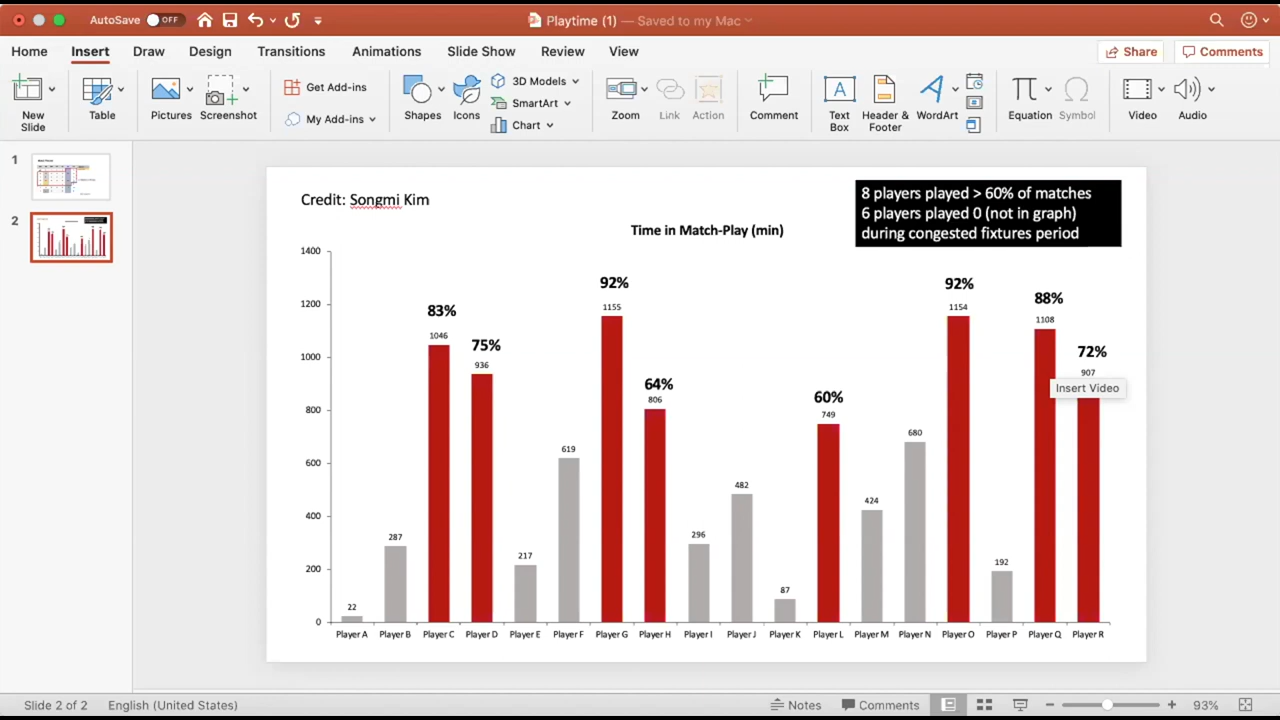 AutoSave OFF Playtime (1) — Saved to my Mac
Home Insert Draw Design Transitions Animations Slide Show Review View Share Comments
New Slide
Table
Pictures
Screenshot
Get Add-ins
My Add-ins
Shapes
Icons
3D Models
SmartArt
Chart
Zoom
Link
Action
Comment
Text Box
Header & Footer
WordArt
Equation
Symbol
Video
Audio
1
2
Credit: Songmi Kim
8 players played > 60% of matches
6 players played 0 (not in graph)
during congested fixtures period
Time in Match-Play (min)
1400
1200
1000
800
600
400
200
0
22
287
83%
1046
75%
936
217
619
92%
1155
64%
806
296
482
87
60%
749
424
680
92%
1154
192
88%
1108
72%
907
Insert Video
Player A Player B Player C Player D Player E Player F Player G Player H Player I Player J Player K Player L Player M Player N Player O Player P Player Q Player R
Slide 2 of 2 English (United States) Notes Comments 93%